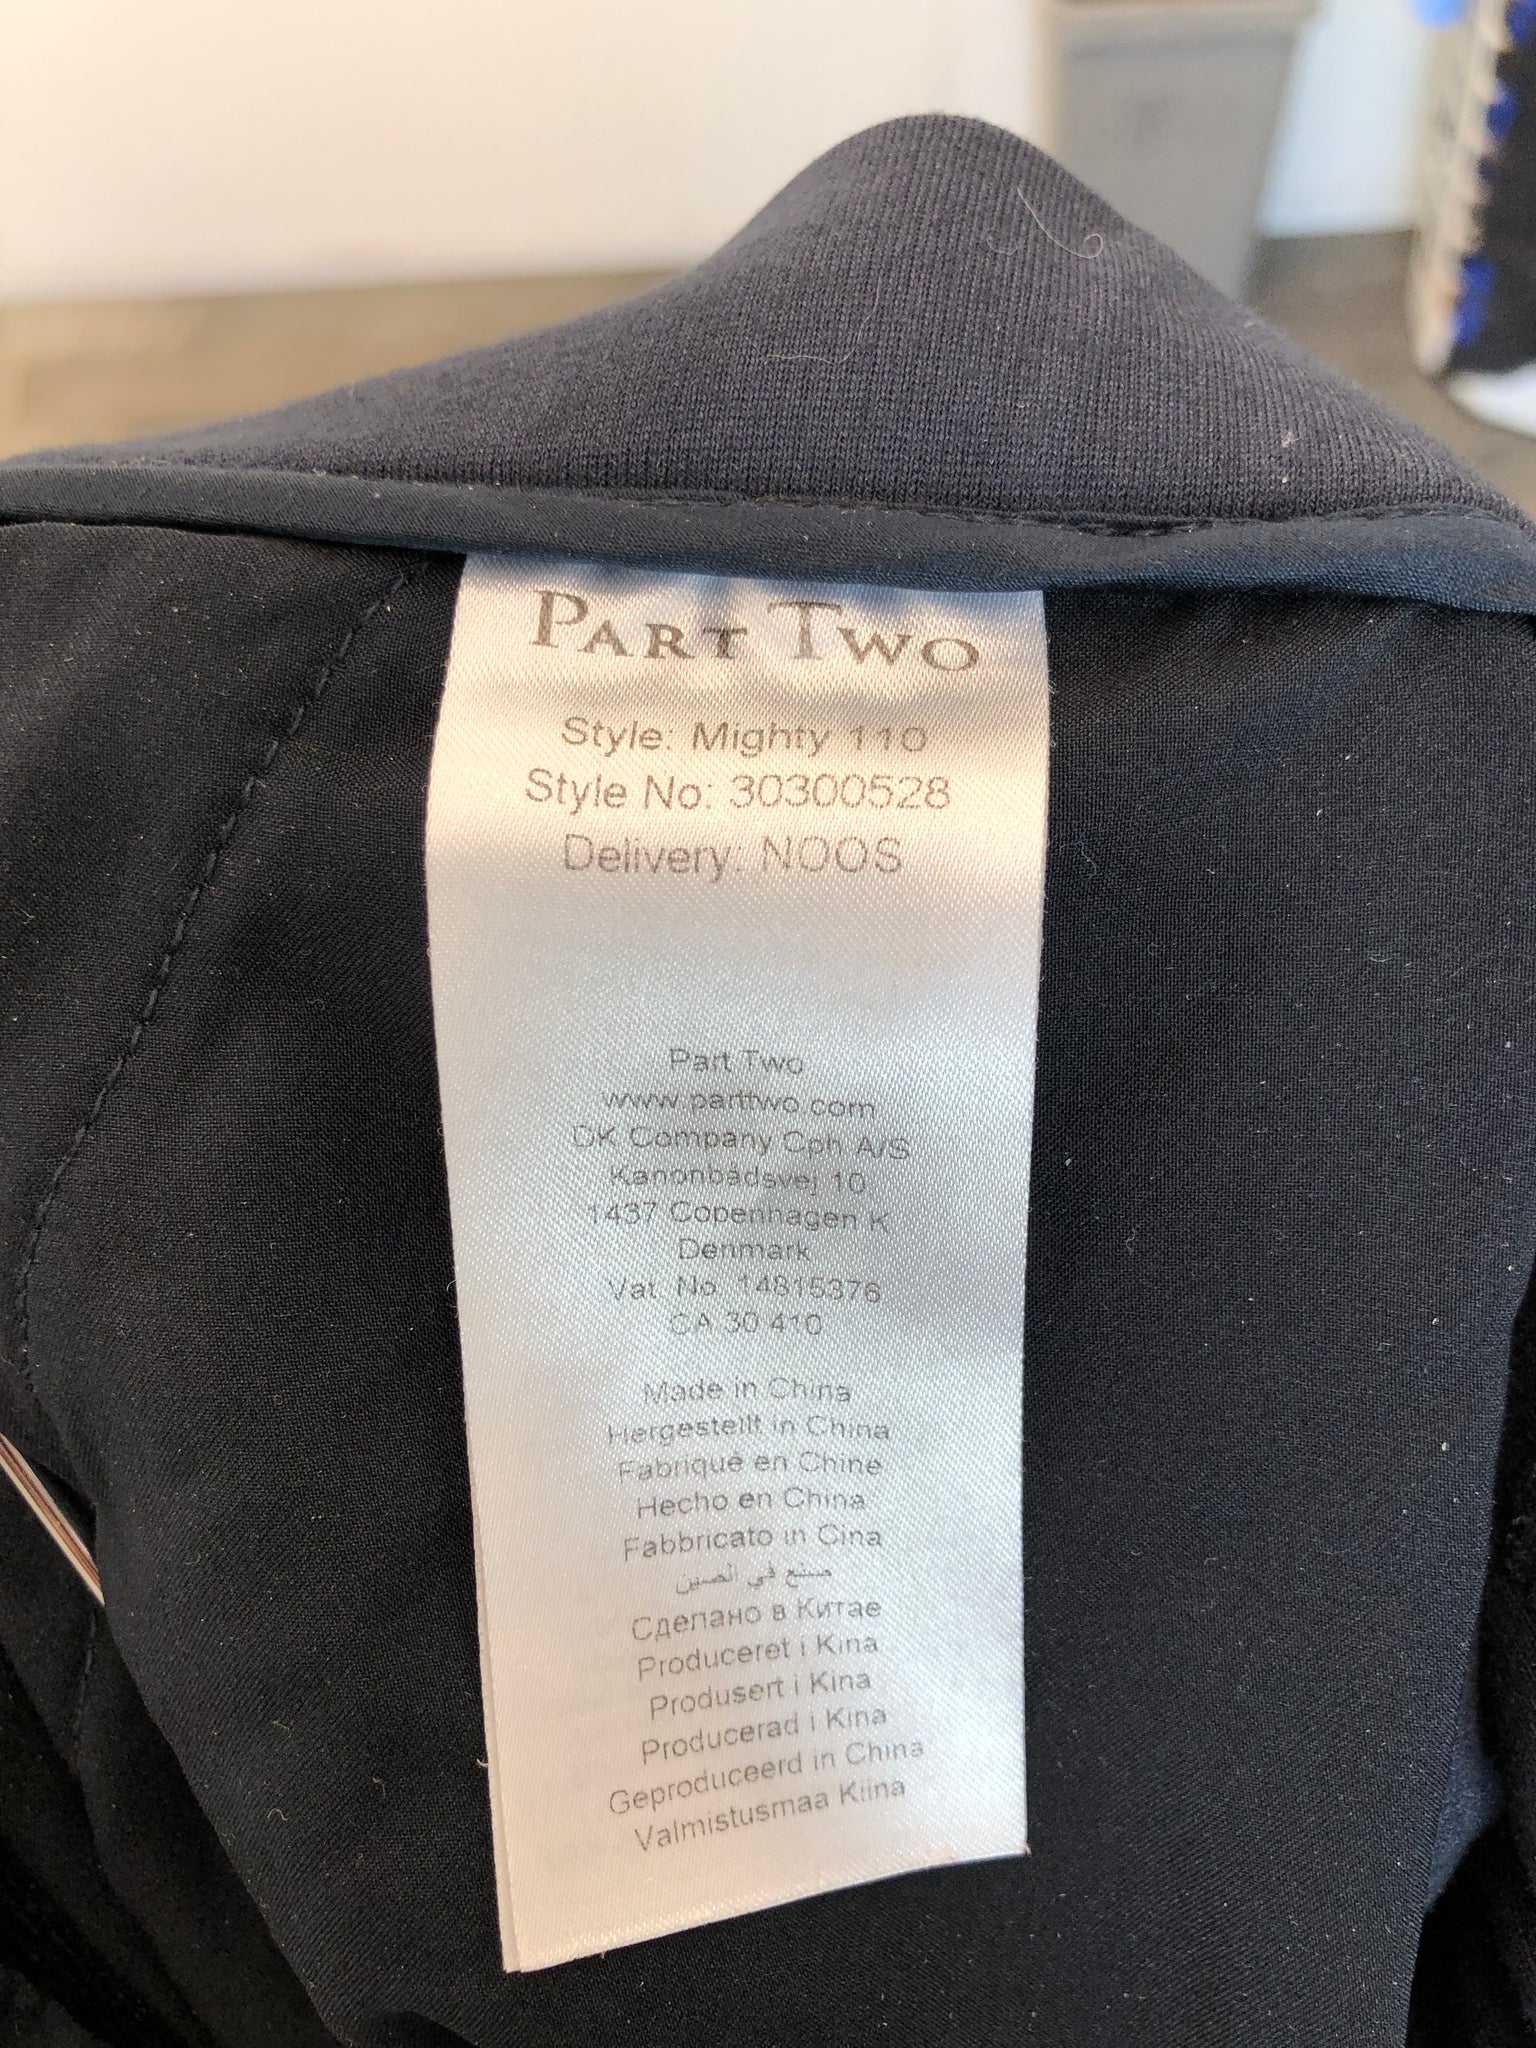 PART TWO
Style: Mighty 110
Style No: 30300528
Delivery: NOOS
Part Two
www.parttwo.com
DK Company Cph A/S
Kanonbadsvej 10
1437 Copenhagen K
Denmark
Vat. No. 14815376
CA 30 410
Made in China
Hergestellt in China
Fabriqué en Chine
Hecho en China
Fabbricato in Cina
صنع في الصين
Сделано в Китае
Produceret i Kina
Produsert i Kina
Producerad i Kina
Geproduceerd in China
Valmistusmaa Kiina